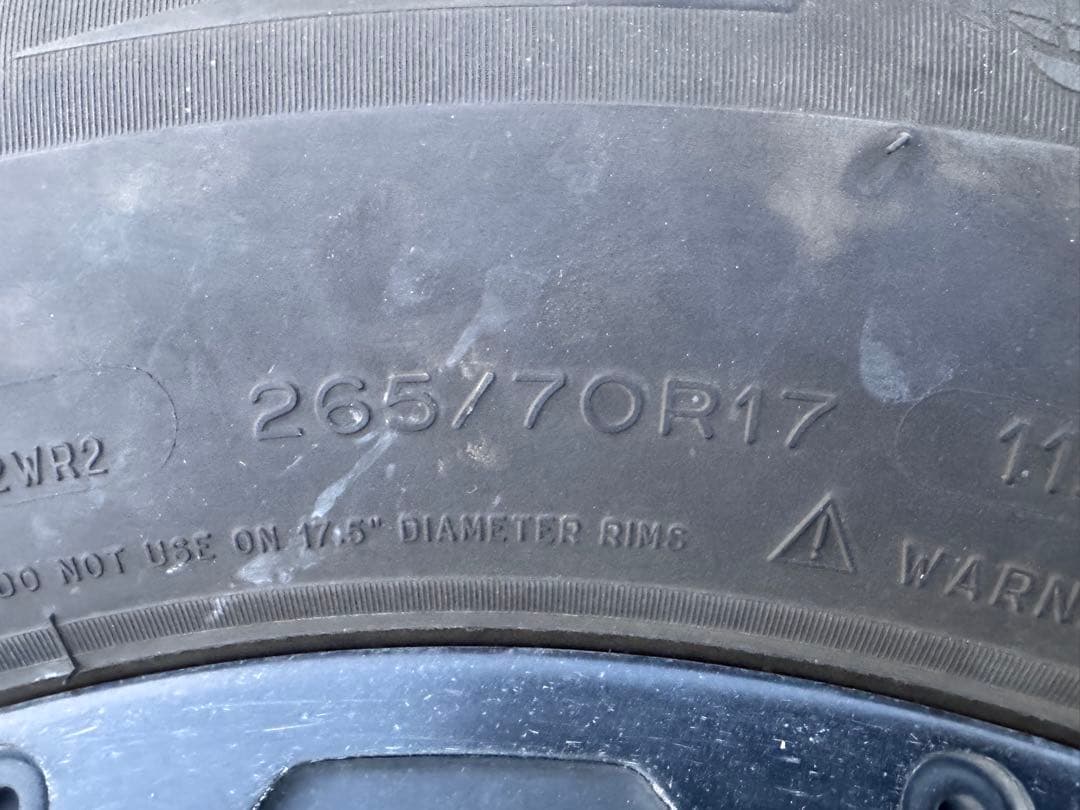 265/70R17
2WR2
11
DO NOT USE ON 17.5" DIAMETER RIMS
WARN